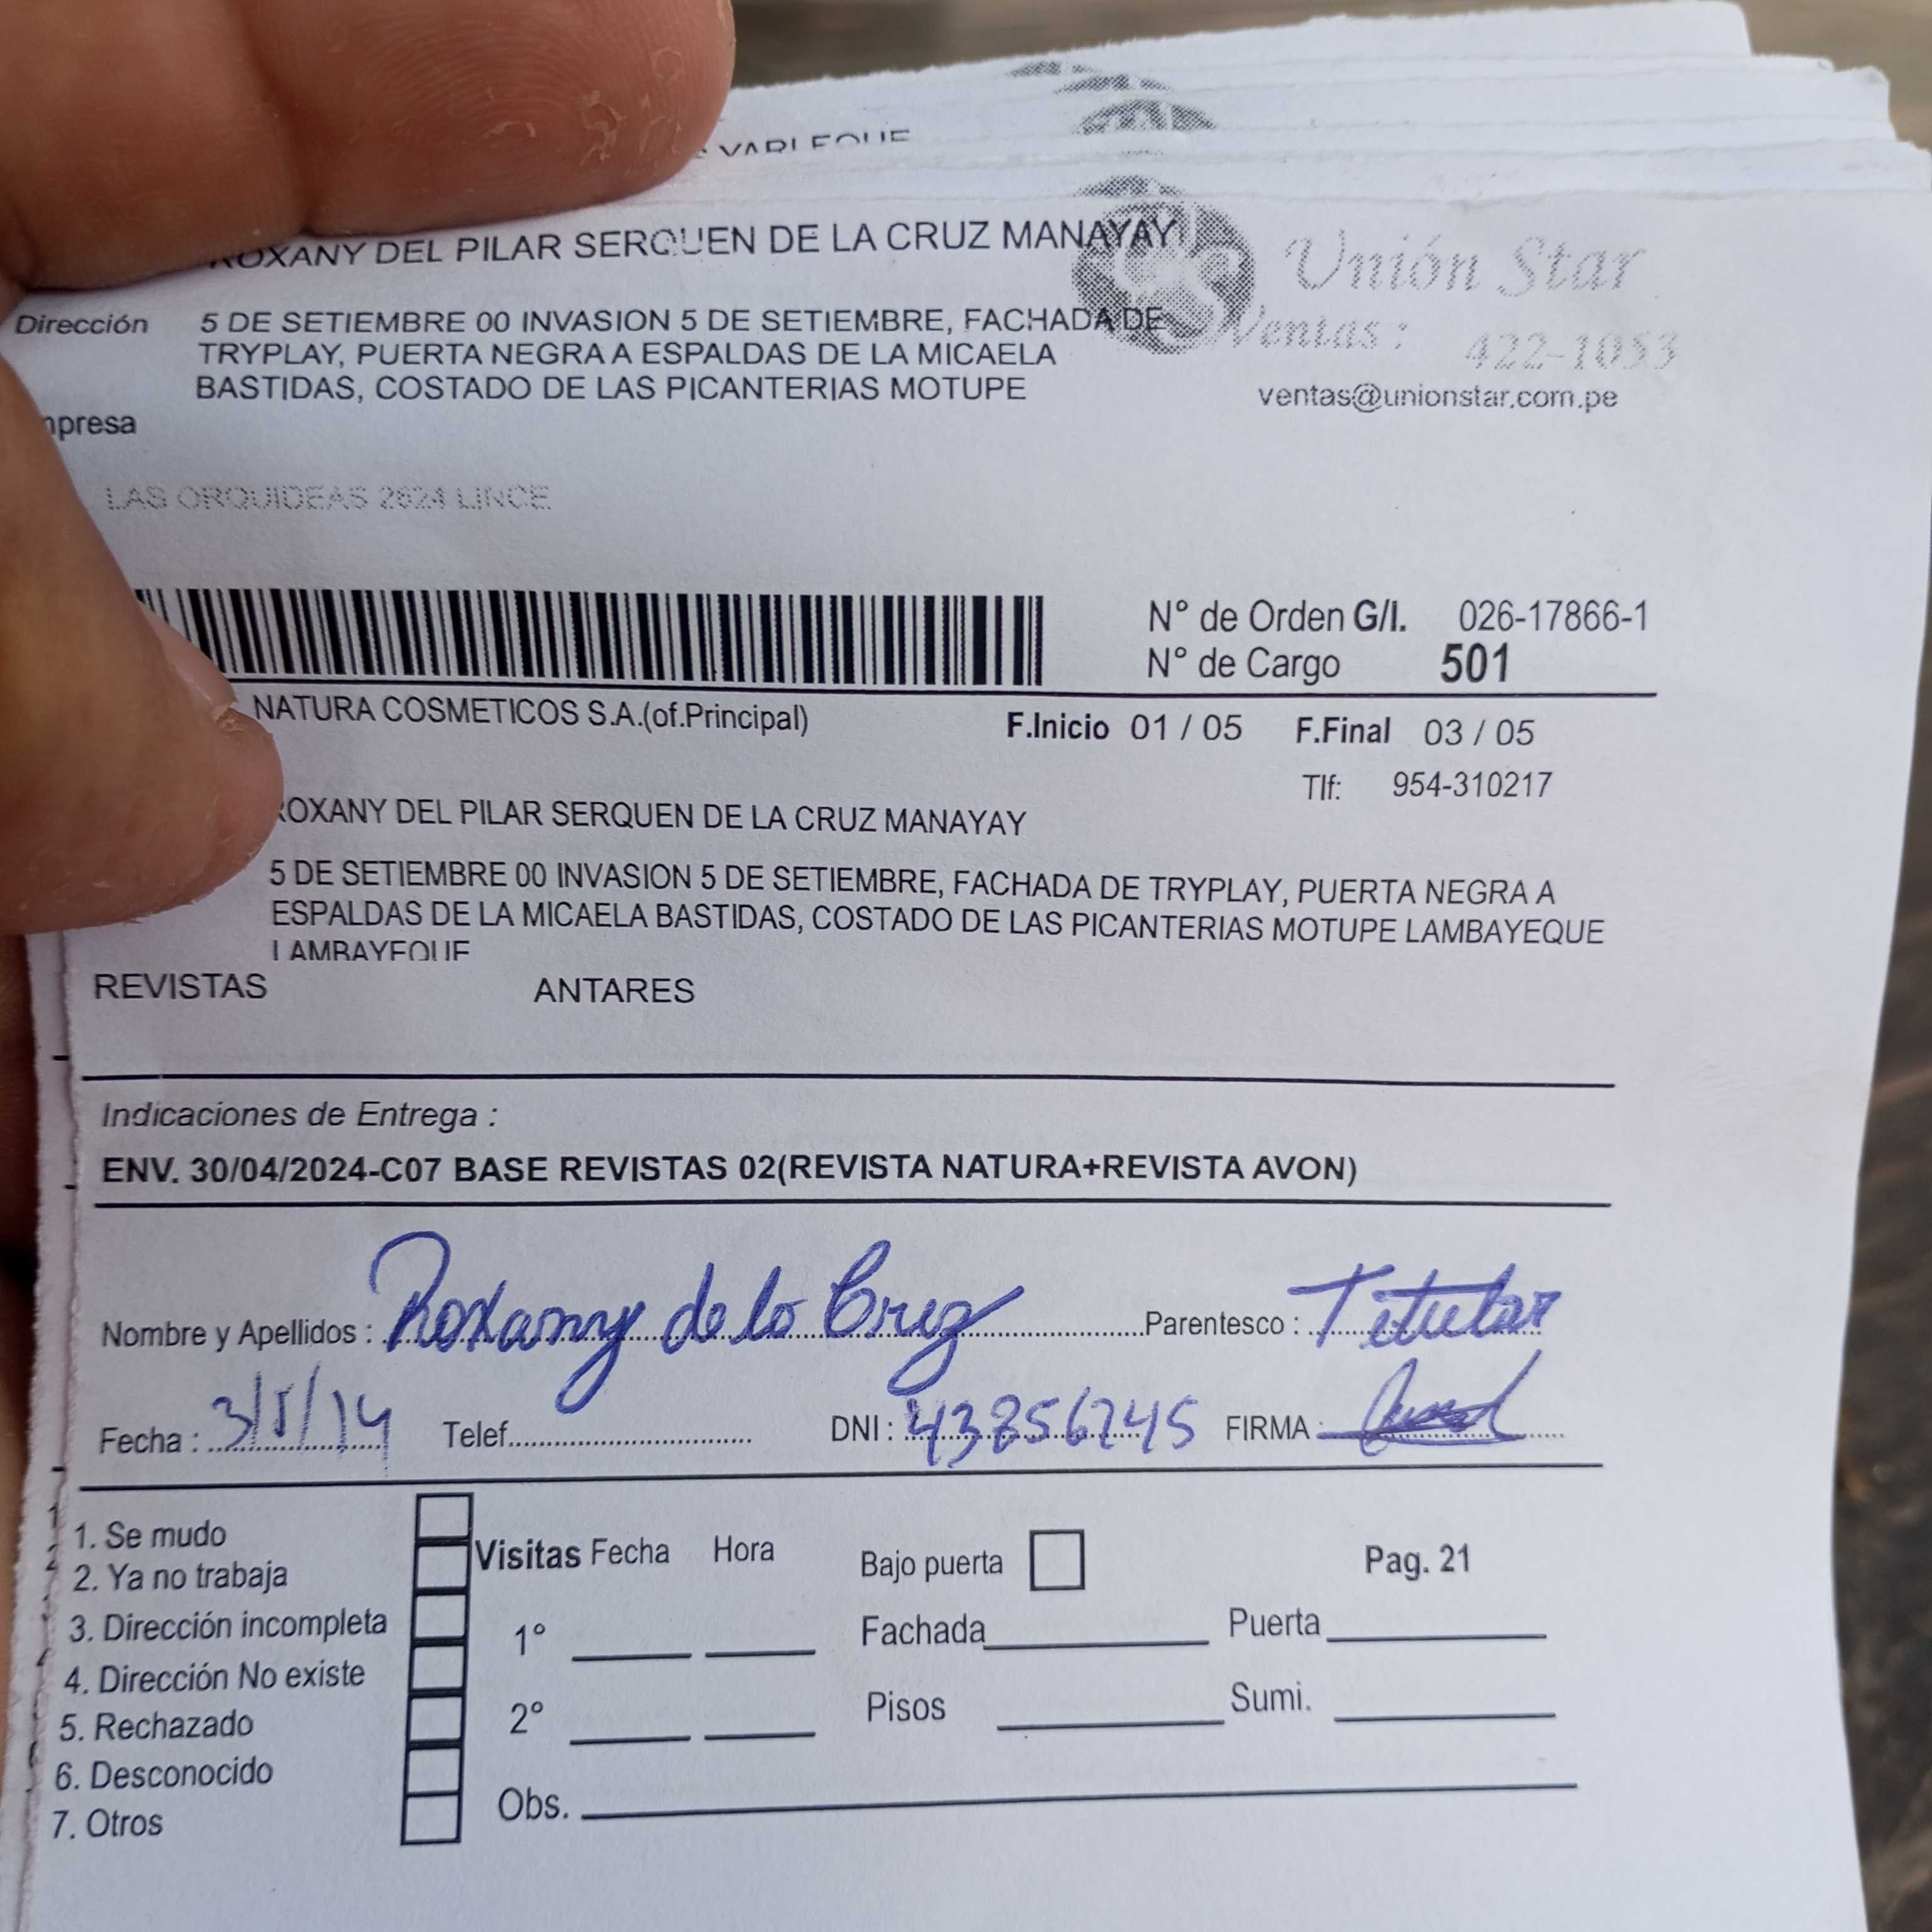 ROXANY DEL PILAR SERQUEN DE LA CRUZ MANAYAY
Unión Star
Dirección 5 DE SETIEMBRE 00 INVASION 5 DE SETIEMBRE, FACHADA DE
TRYPLAY, PUERTA NEGRA A ESPALDAS DE LA MICAELA
BASTIDAS, COSTADO DE LAS PICANTERIAS MOTUPE
Ventas : 422-1053
ventas@unionstar.com.pe
mpresa
LAS ORQUIDEAS 2624 LINCE
N° de Orden G/I. 026-17866-1
N° de Cargo 501
NATURA COSMETICOS S.A.(of.Principal) F.Inicio 01 / 05 F.Final 03 / 05
Tlf: 954-310217
ROXANY DEL PILAR SERQUEN DE LA CRUZ MANAYAY
5 DE SETIEMBRE 00 INVASION 5 DE SETIEMBRE, FACHADA DE TRYPLAY, PUERTA NEGRA A
ESPALDAS DE LA MICAELA BASTIDAS, COSTADO DE LAS PICANTERIAS MOTUPE LAMBAYEQUE
LAMBAYEQUE
REVISTAS ANTARES
Indicaciones de Entrega :
ENV. 30/04/2024-C07 BASE REVISTAS 02(REVISTA NATURA+REVISTA AVON)
Nombre y Apellidos : Roxany de la Cruz Parentesco : Titular
Fecha : 3/5/14 Telef. DNI : 43856745 FIRMA :
1. Se mudo
2. Ya no trabaja
3. Dirección incompleta
4. Dirección No existe
5. Rechazado
6. Desconocido
7. Otros
Visitas Fecha Hora
1°
2°
Obs.
Bajo puerta Pag. 21
Fachada Puerta
Pisos Sumi.